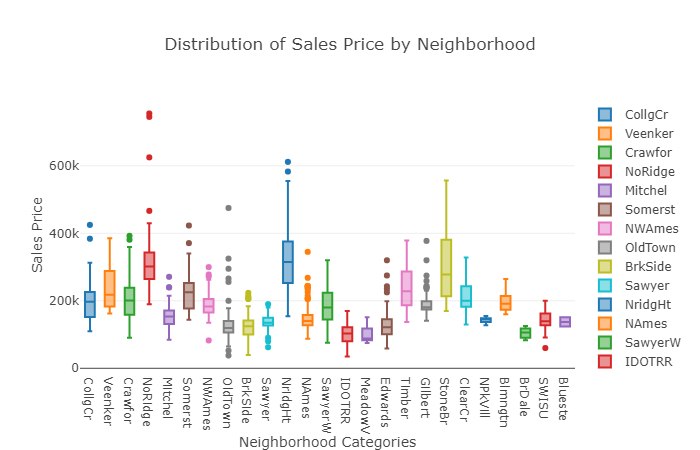 Distribution of Sales Price by Neighborhood
CollgCr
Veenker
Crawfor
NoRidge
Mitchel
Somerst
NWAmes
OldTown
BrkSide
Sawyer
NridgHt
NAmes
SawyerW
IDOTRR
600k
400k
200k
0
Sales Price
CollgCr
Veenker
Crawfor
NoRidge
Mitchel
Somerst
NWAmes
OldTown
BrkSide
Sawyer
NridgHt
NAmes
SawyerW
IDOTRR
MeadowV
Edwards
Timber
Gilbert
StoneBr
ClearCr
NPkVill
Blmngtn
BrDale
SWISU
Blueste
Neighborhood Categories